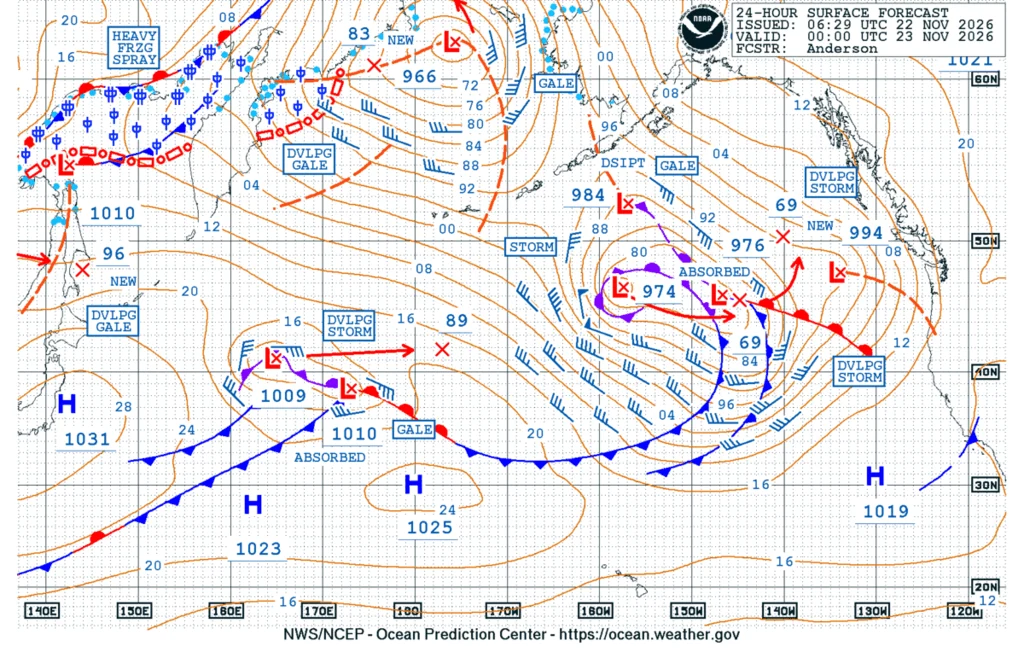 24-HOUR SURFACE FORECAST
ISSUED: 06:29 UTC 22 NOV 2026
VALID: 00:00 UTC 23 NOV 2026
FCSTR: Anderson
NOAA
1021
20
08
83
NEW
L
966
HEAVY
FRZG
SPRAY
16
00
GALE
60N
72
76
80
84
88
92
08
12
96
04
20
DVLPG
GALE
L
04
DSIPT
GALE
DVLPG
STORM
984
L
69
NEW
1010
12
00
92
88
976
994
50N
96
STORM
80
08
NEW
08
ABSORBED
L
L
974
L
20
DVLPG
GALE
16
DVLPG
STORM
16
89
69
84
12
L
DVLPG
STORM
40N
1009
L
96
H
28
04
1031
24
1010
GALE
20
ABSORBED
16
30N
H
H
H
24
1019
1025
1023
20
16
20N
16
12
140E
150E
160E
170E
180
170W
160W
150W
140W
130W
120W
NWS/NCEP - Ocean Prediction Center - https://ocean.weather.gov